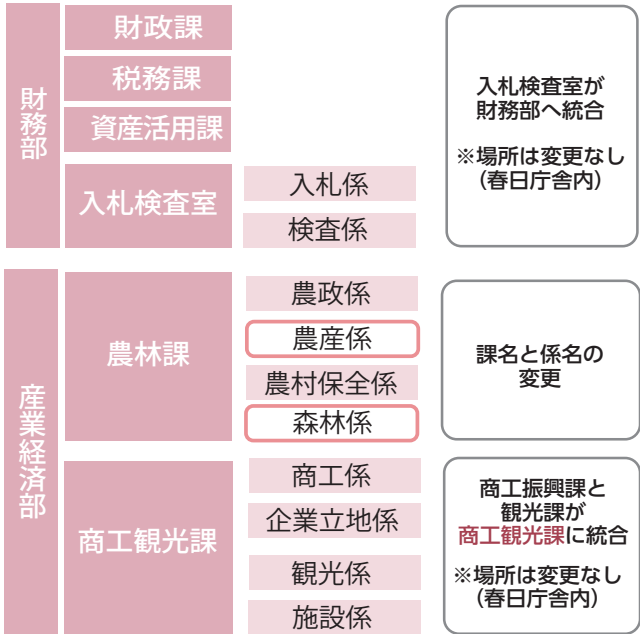 財務部
財政課
税務課
資産活用課
入札検査室
入札係
検査係
入札検査室が
財務部へ統合
※場所は変更なし
（春日庁舎内）
産業経済部
農林課
農政係
農産係
農村保全係
森林係
課名と係名の
変更
商工観光課
商工係
企業立地係
観光係
施設係
商工振興課と
観光課が
商工観光課に統合
※場所は変更なし
（春日庁舎内）